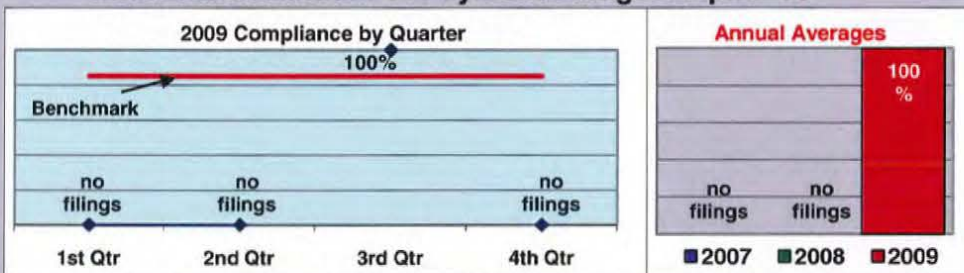 2009 Compliance by Quarter
100%
Benchmark
no
filings
no
filings
no
filings
1st Qtr
2nd Qtr
3rd Qtr
4th Qtr
Annual Averages
100
%
no
filings
no
filings
2007
2008
2009